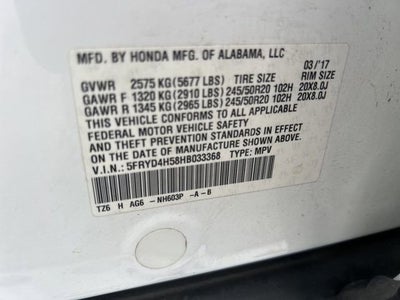 MFD. BY HONDA MFG. OF ALABAMA, LLC
03/'17
GVWR 2575 KG(5677 LBS) TIRE SIZE RIM SIZE
GAWR F 1320 KG(2910 LBS)245/50R20 102H 20X8.0J
GAWR R 1345 KG(2965 LBS)245/50R20 102H 20X8.0J
THIS VEHICLE CONFORMS TO ALL APPLICABLE
FEDERAL MOTOR VEHICLE SAFETY AND
THEFT PREVENTION STANDARDS IN EFFECT
ON THE DATE OF MANUFACTURE SHOWN ABOVE.
V.I.N.: 5FRYD4H58HB033368 TYPE: MPV
TZ6 H AG6 -NH603P -A-B